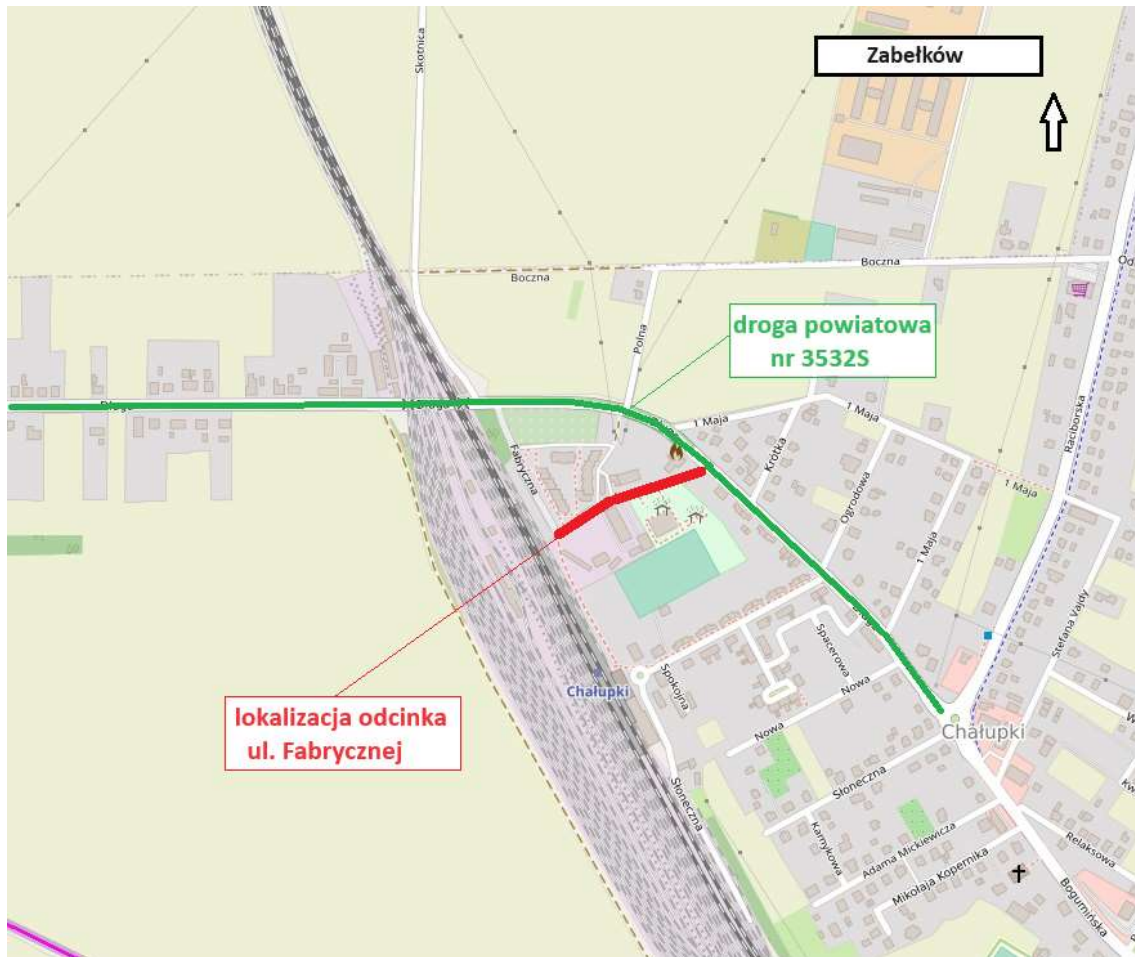 Skotnica
Zabełków
Boczna
Boczna
Od
Polna
droga powiatowa
nr 3532S
1 Maja
1 Maja
Raciborska
Krótka
Fabryczna
Ogrodowa
1 Maja
1 Maja
Stefana Vajdy
Spacerowa
Nowa
Spokojna
Chałupki
lokalizacja odcinka
ul. Fabrycznej
Nowa
Chałupki
Słoneczna
Słoneczna
Kamykowa
Adama Mickiewicza
Mikołaja Kopernika
Relaksowa
Bogumińska